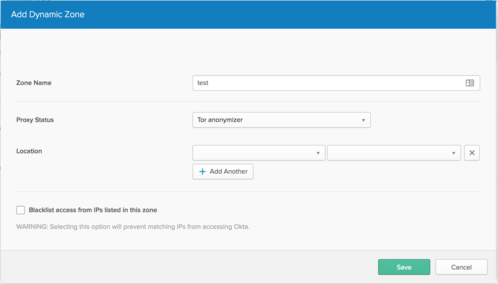 Add Dynamic Zone
Zone Name
test
Proxy Status
Tor anonymizer
Location
+ Add Another
Blacklist access from IPs listed in this zone
WARNING: Selecting this option will prevent matching IPs from accessing Okta.
Save
Cancel